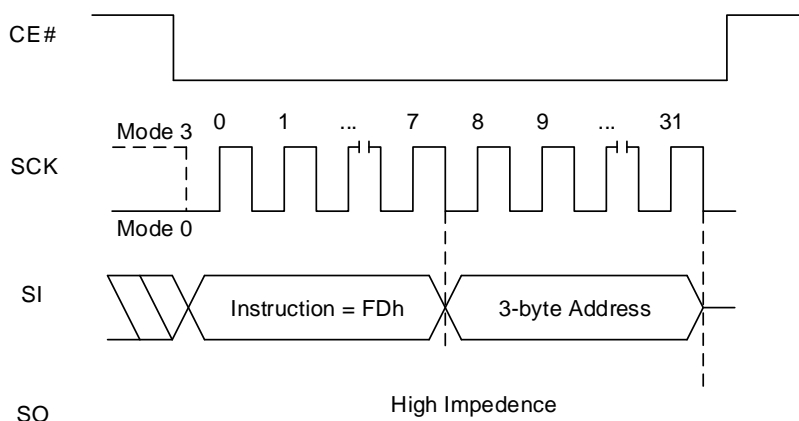 CE#
0 1 ... 7 8 9 ... 31
Mode 3
SCK
Mode 0
SI
Instruction = FDh
3-byte Address
High Impedence
SO